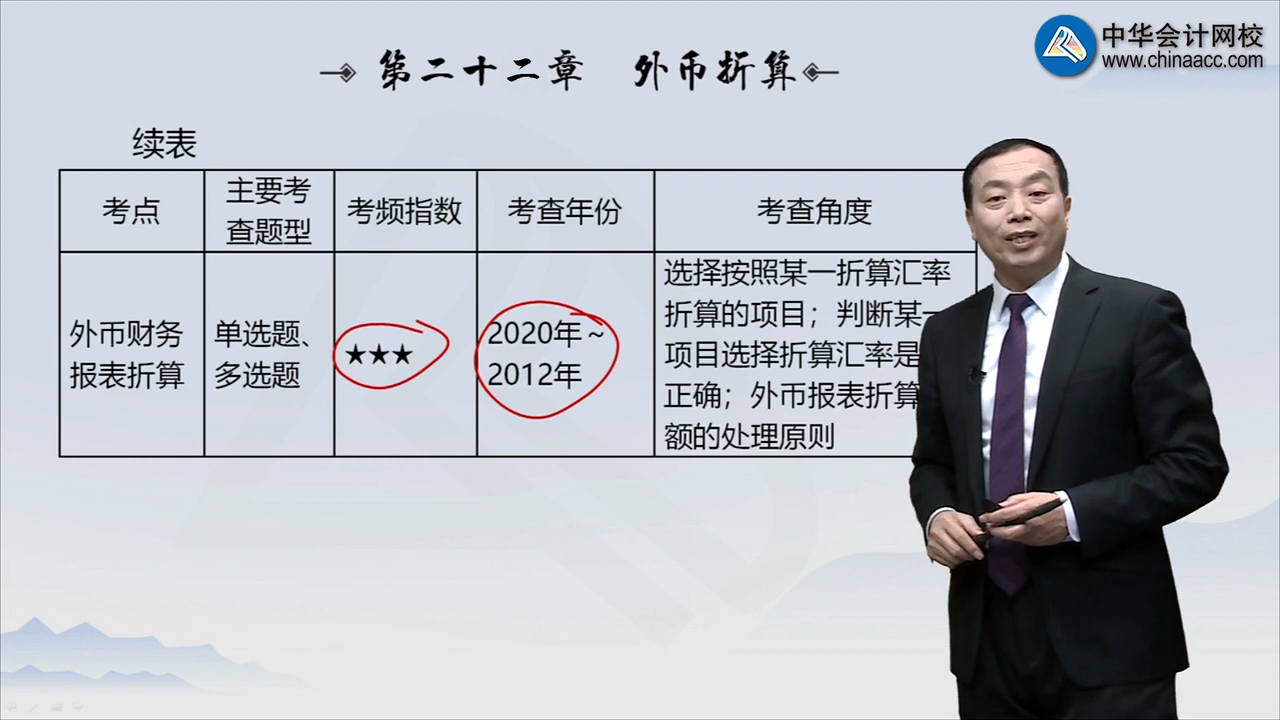 中华会计网校
www.chinaacc.com
第二十二章 外币折算
续表
考点
主要考
查题型
考频指数
考查年份
考查角度
外币财务
报表折算
单选题、
多选题
★★★
2020年～
2012年
选择按照某一折算汇率
折算的项目；判断某一
项目选择折算汇率是
正确；外币报表折算
额的处理原则